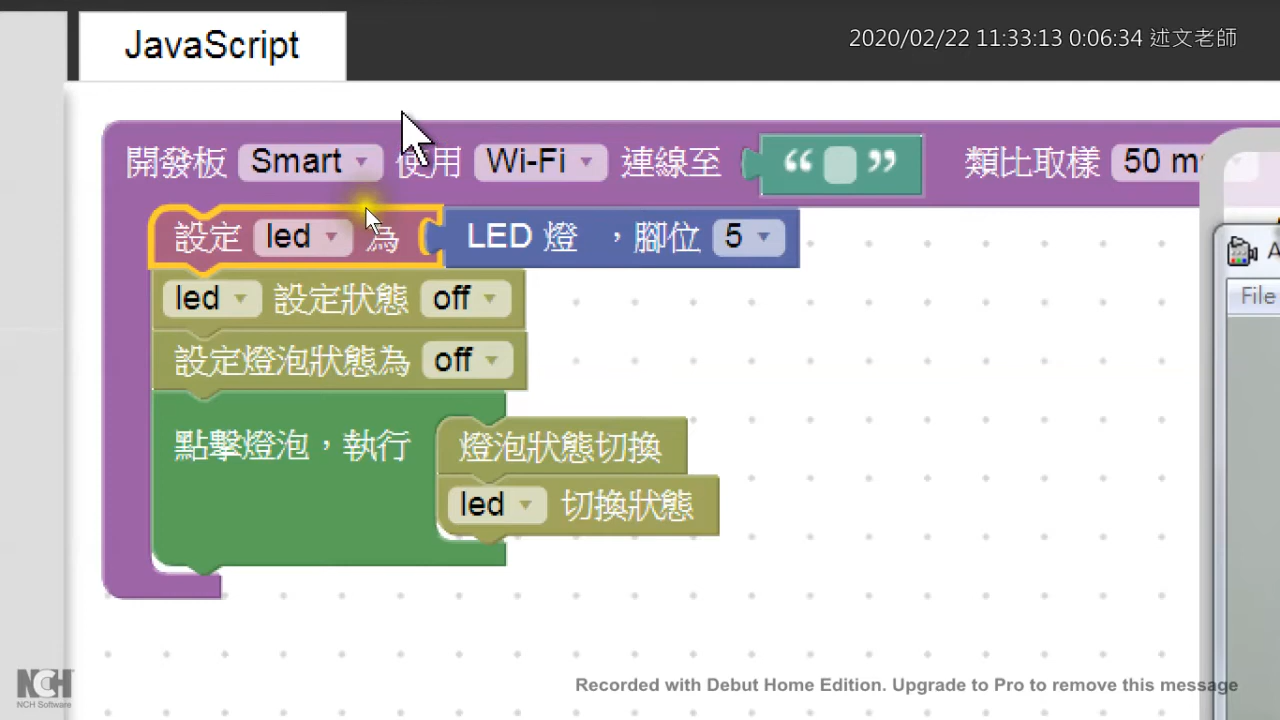 JavaScript
2020/02/22 11:33:13 0:06:34 述文老師
開發板 Smart 使用 Wi-Fi 連線至 “ ” 類比取樣 50 ms
設定 led 為 LED 燈 ，腳位 5
led 設定狀態 off
設定燈泡狀態為 off
點擊燈泡，執行 燈泡狀態切換
led 切換狀態
File
NCH
NCH Software
Recorded with Debut Home Edition. Upgrade to Pro to remove this message